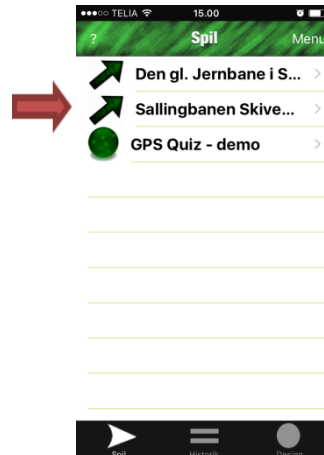 ●●●○○ TELIA 15.00
? Spil Menu
Den gl. Jernbane i S...
Sallingbanen Skive...
GPS Quiz - demo
Spil Historik Design